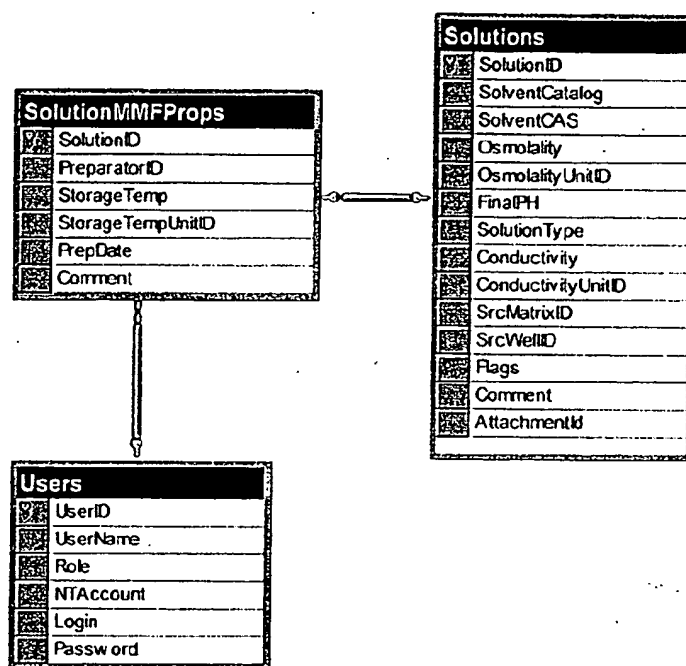 Solutions
SolutionID
SolventCatalog
SolventCAS
Osmolality
OsmolalityUnitID
FinalPH
SolutionType
Conductivity
ConductivityUnitID
SrcMatrixID
SrcWellID
Flags
Comment
AttachmentId
SolutionMMFProps
SolutionID
PreparatorID
StorageTemp
StorageTempUnitID
PrepDate
Comment
Users
UserID
UserName
Role
NTAccount
Login
Password